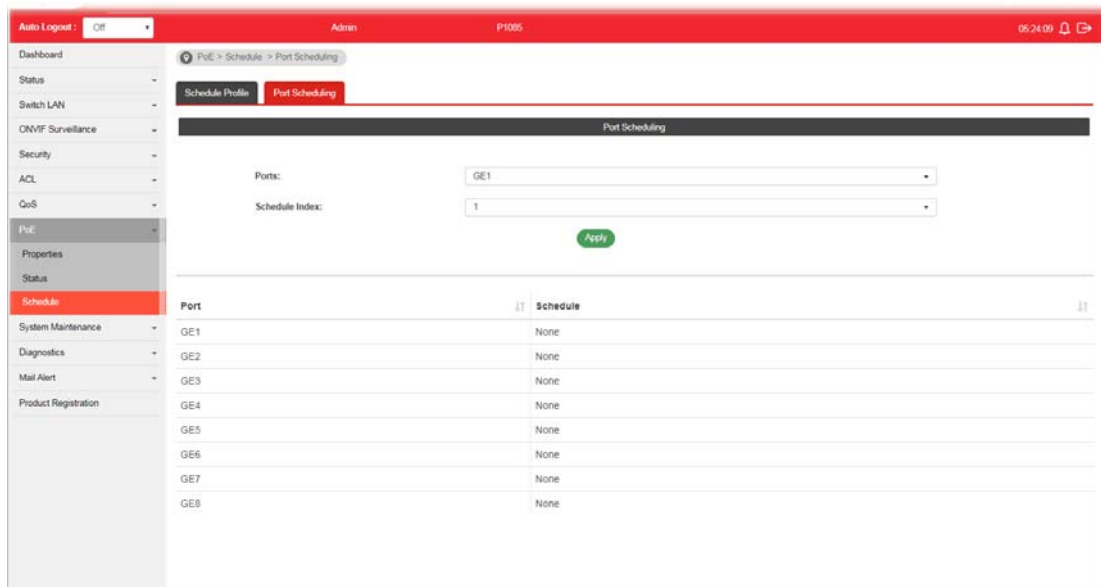 Auto Logout : Off Admin P1085 05:24:09
Dashboard
Status
Switch LAN
ONVIF Surveillance
Security
ACL
QoS
PoE
Properties
Status
Schedule
System Maintenance
Diagnostics
Mail Alert
Product Registration
PoE > Schedule > Port Scheduling
Schedule Profile Port Scheduling
Port Scheduling
Ports: GE1
Schedule Index: 1
Apply
Port Schedule
GE1 None
GE2 None
GE3 None
GE4 None
GE5 None
GE6 None
GE7 None
GE8 None